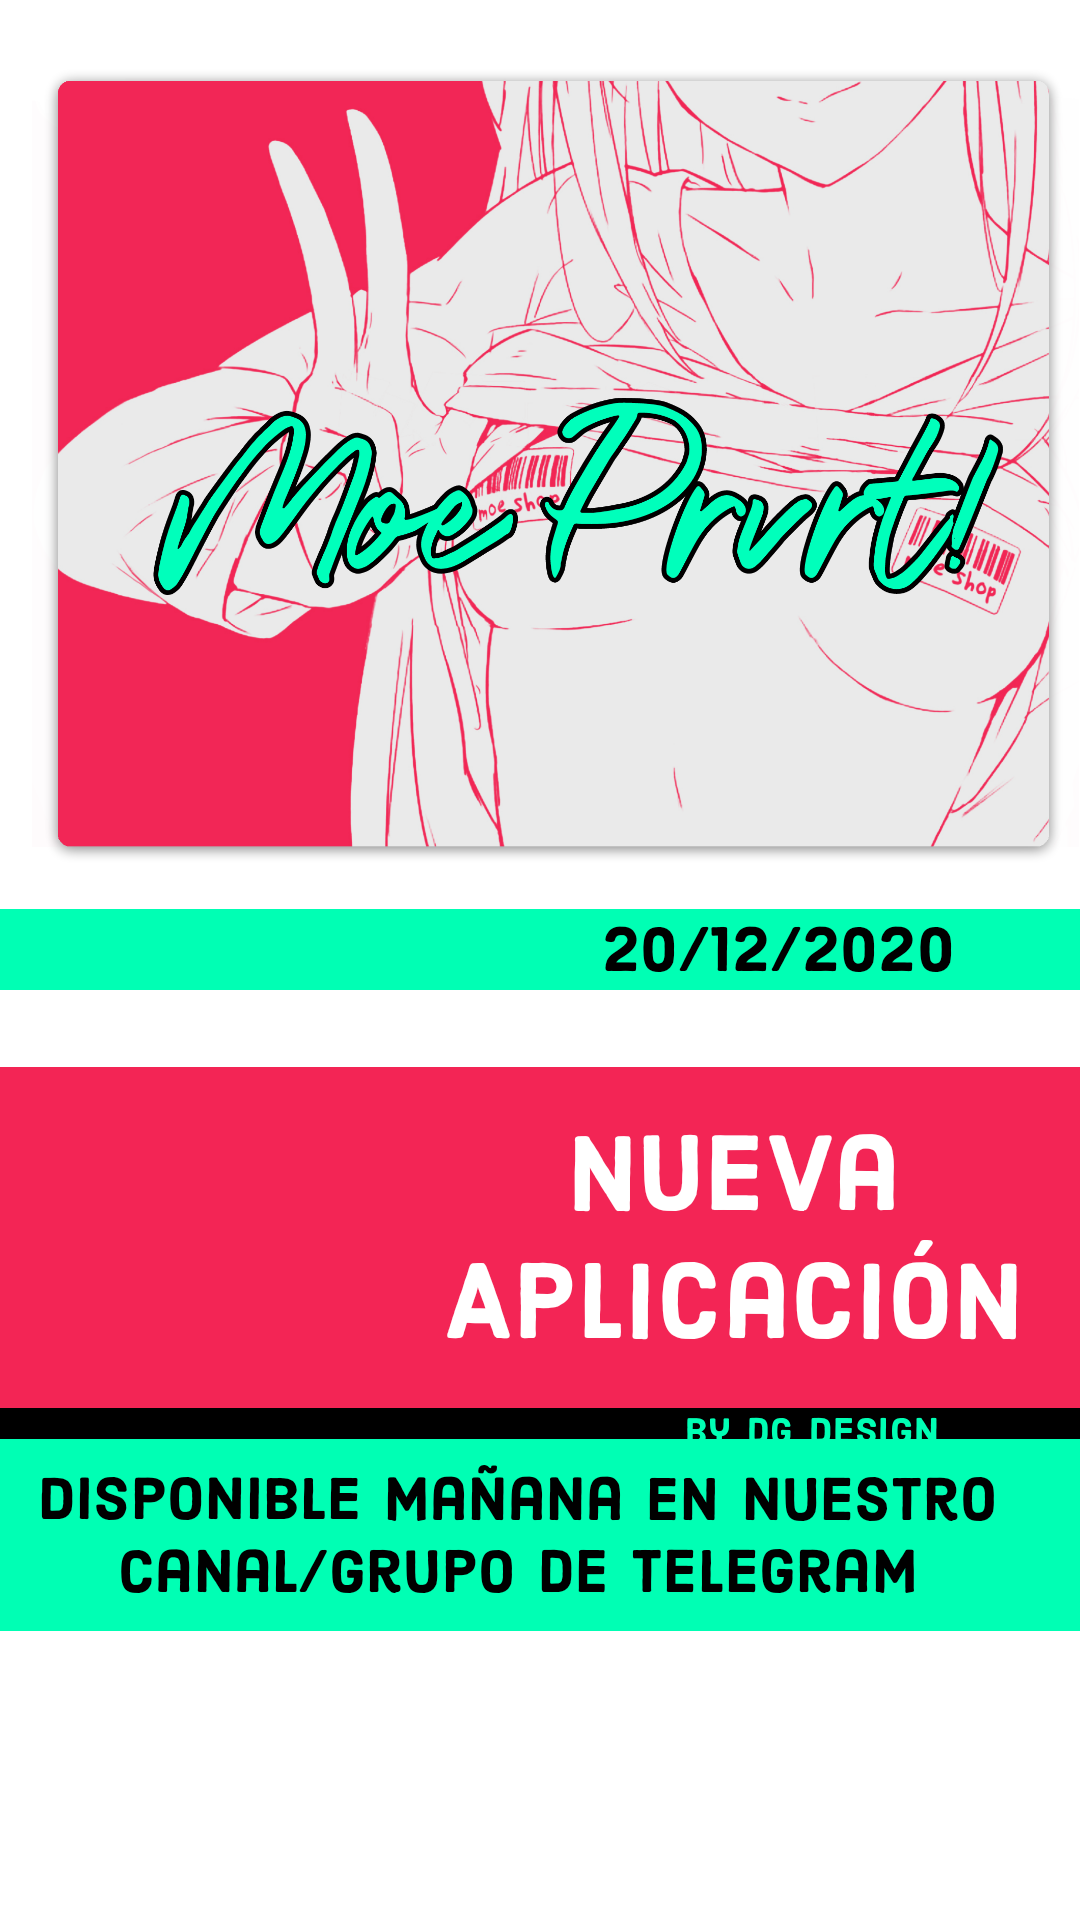 Moe Prvrt!
moe shop
e shop
20/12/2020
NUEVA
APLICACIÓN
BY DG DESIGN
DISPONIBLE MAÑANA EN NUESTRO
CANAL/GRUPO DE TELEGRAM